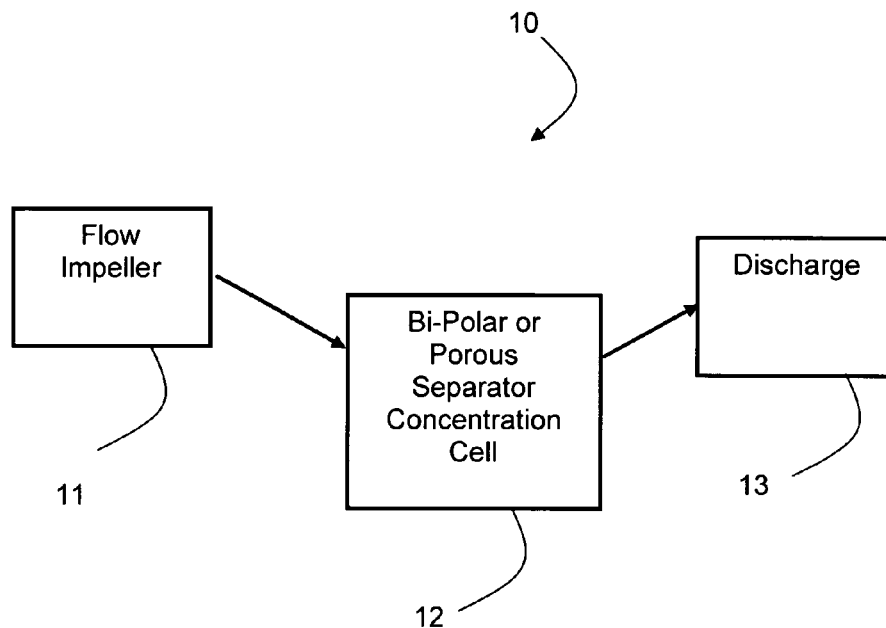 10
Flow
Impeller
11
Bi-Polar or
Porous
Separator
Concentration
Cell
12
Discharge
13